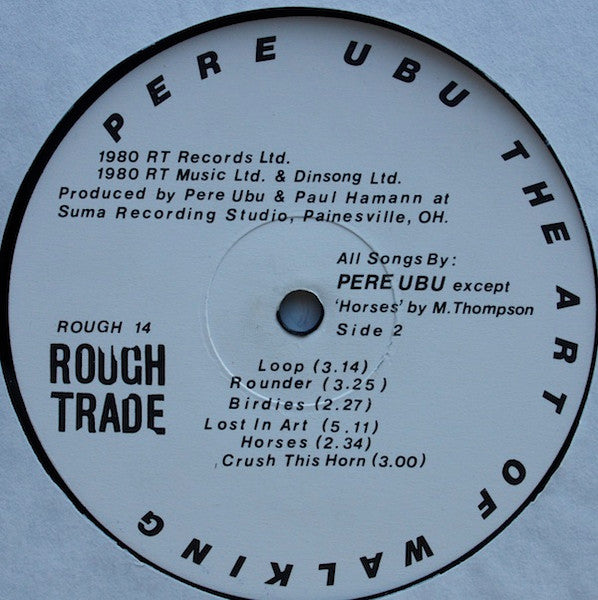 PERE UBU THE ART OF WALKING
1980 RT Records Ltd.
1980 RT Music Ltd. & Dinsong Ltd.
Produced by Pere Ubu & Paul Hamann at
Suma Recording Studio, Painesville, OH.
All Songs By:
PERE UBU except
'Horses' by M.Thompson
Side 2
ROUGH 14
ROUGH
TRADE
Loop (3.14)
Rounder (3.25)
Birdies (2.27)
Lost In Art (5.11)
Horses (2.34)
Crush This Horn (3.00)